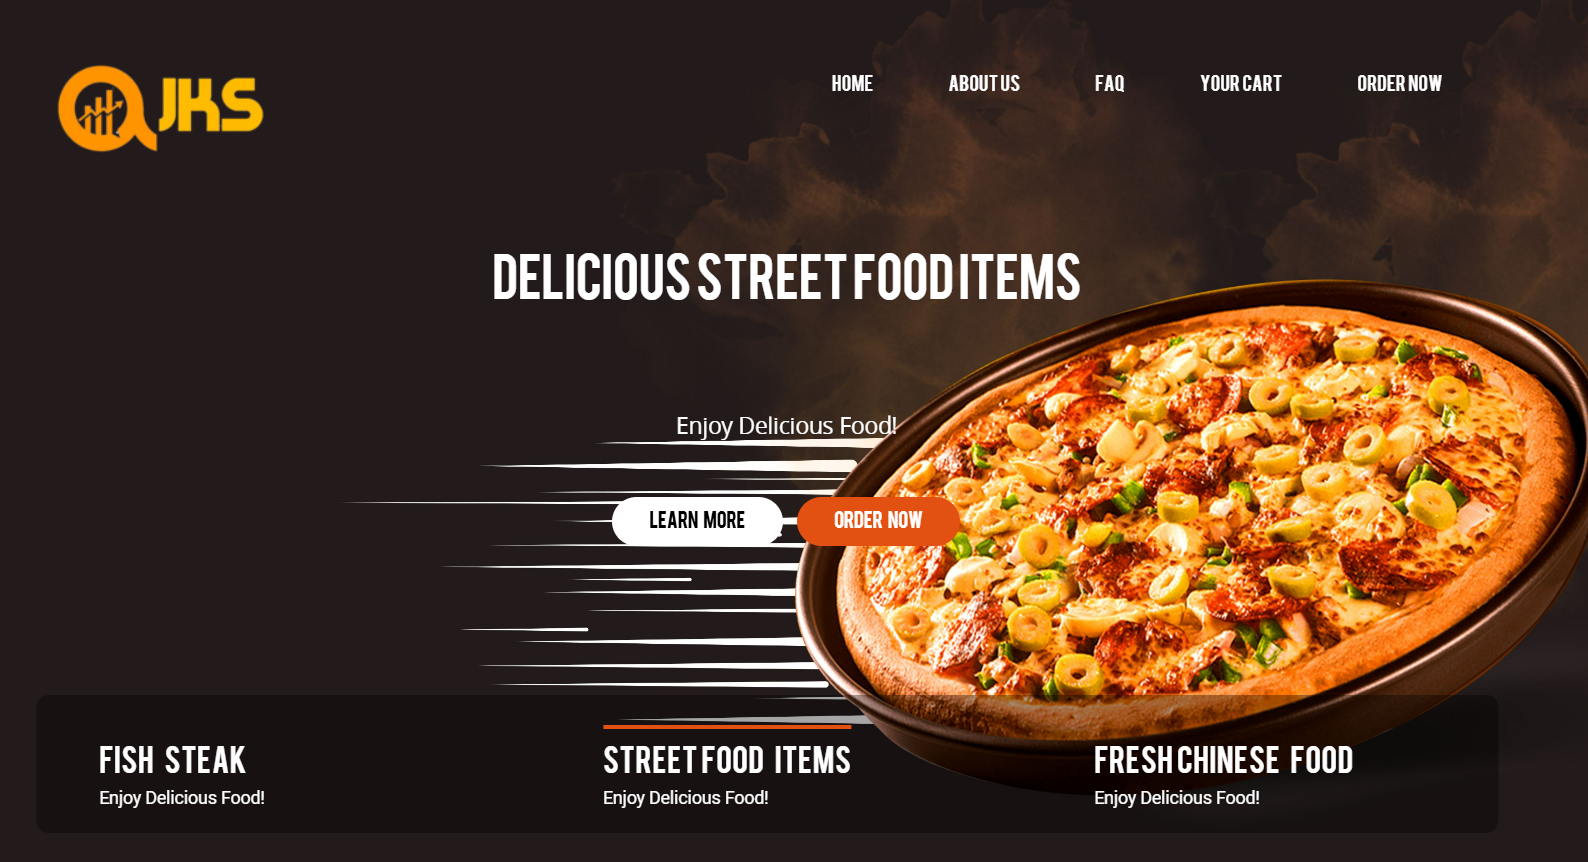 JKS
HOME ABOUT US FAQ YOUR CART ORDER NOW
DELICIOUS STREET FOOD ITEMS
Enjoy Delicious Food!
LEARN MORE ORDER NOW
FISH STEAK STREET FOOD ITEMS FRESH CHINESE FOOD
Enjoy Delicious Food! Enjoy Delicious Food! Enjoy Delicious Food!